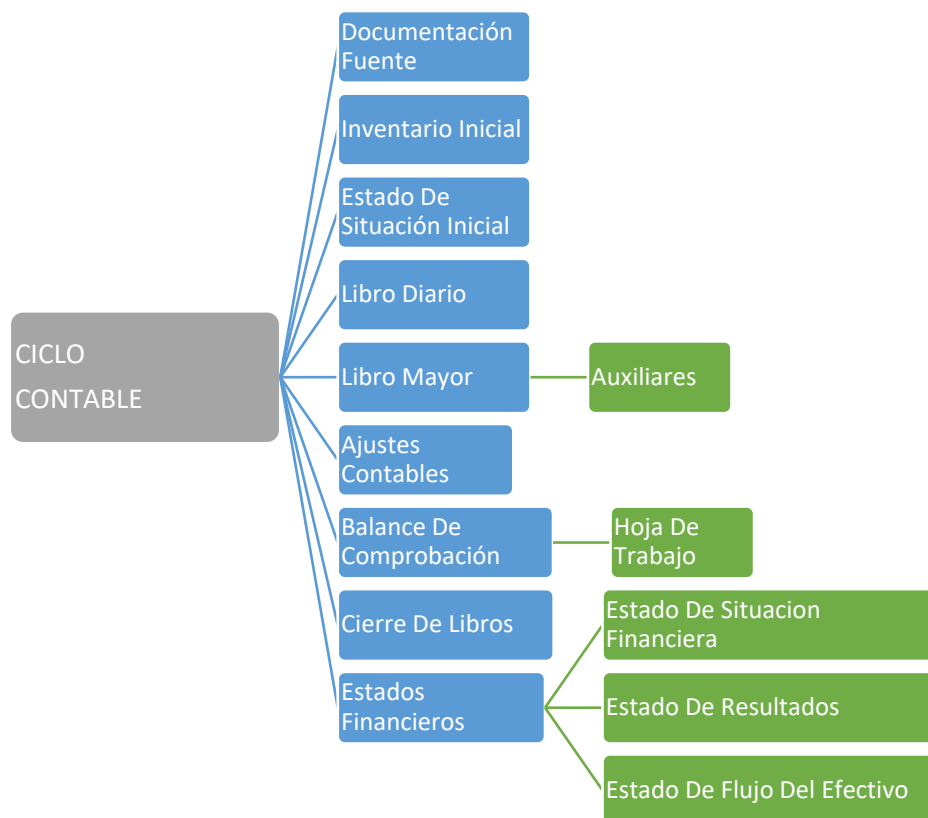 CICLO
CONTABLE
Documentación
Fuente
Inventario Inicial
Estado De
Situación Inicial
Libro Diario
Libro Mayor
Auxiliares
Ajustes
Contables
Balance De
Comprobación
Hoja De
Trabajo
Cierre De Libros
Estados
Financieros
Estado De Situacion
Financiera
Estado De Resultados
Estado De Flujo Del Efectivo